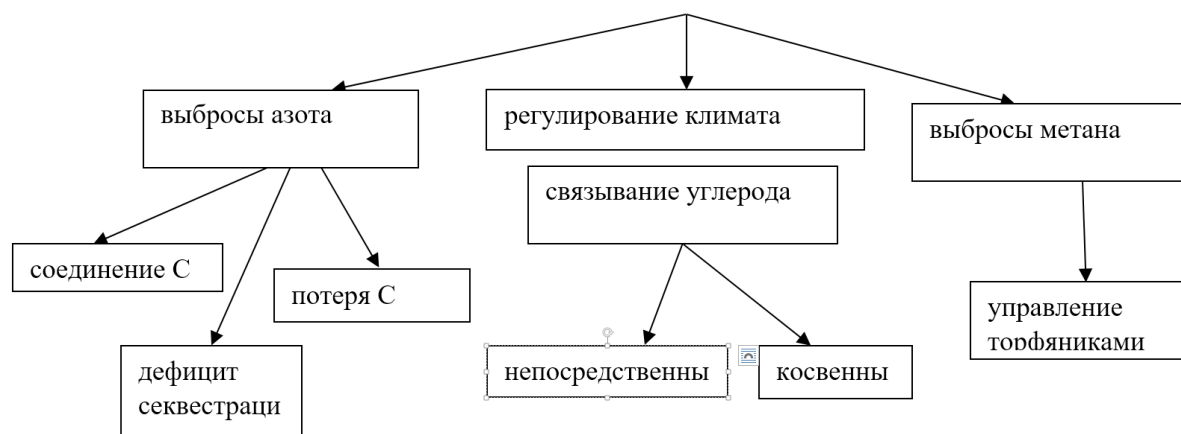 выбросы азота
регулирование климата
выбросы метана
связывание углерода
соединение С
потеря С
управление
торфяниками
дефицит
секвестраци
непосредственны
косвенны